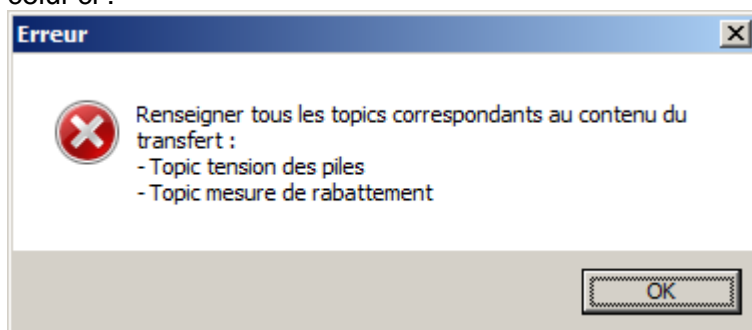 Erreur
Renseigner tous les topics correspondants au contenu du
transfert :
- Topic tension des piles
- Topic mesure de rabattement
OK